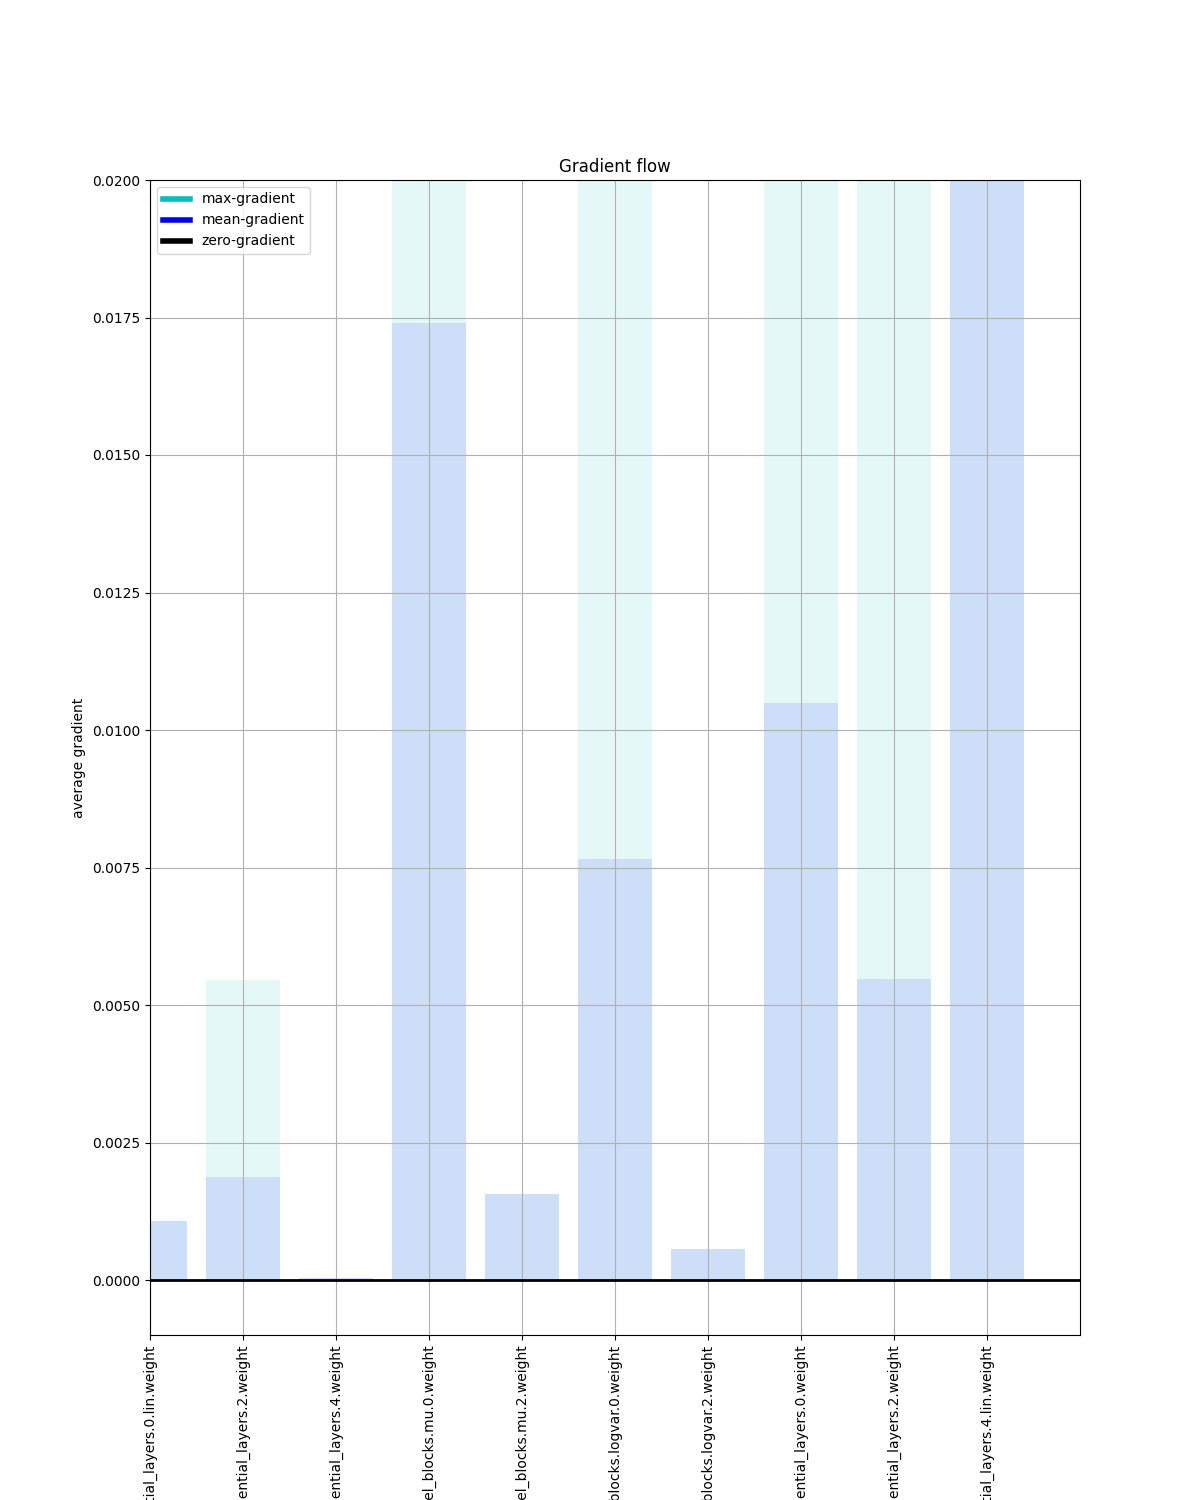 Gradient flow
max-gradient
mean-gradient
zero-gradient
0.0200
0.0175
0.0150
0.0125
0.0100
0.0075
0.0050
0.0025
0.0000
average gradient
tial_layers.0.lin.weight
ential_layers.2.weight
ential_layers.4.weight
el_blocks.mu.0.weight
el_blocks.mu.2.weight
blocks.logvar.0.weight
blocks.logvar.2.weight
ential_layers.0.weight
ential_layers.2.weight
tial_layers.4.lin.weight